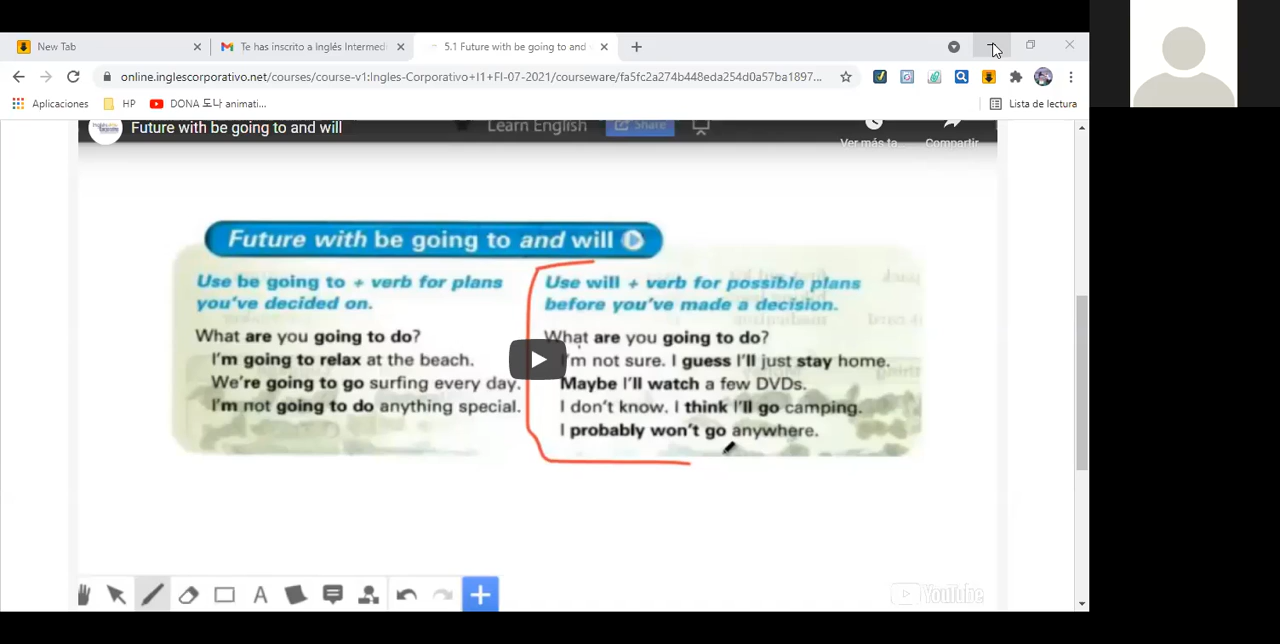 New Tab
Te has inscrito a Inglés Intermedi
5.1 Future with be going to and
online.inglescorporativo.net/courses/course-v1:Ingles-Corporativo+I1+FI-07-2021/courseware/fa5fc2a274b448eda254d0a57ba1897...
Aplicaciones
HP
DONA 도나 animati...
Lista de lectura
Future with be going to and will
Learn English
Share
Ver más ta...
Compartir
Future with be going to and will
Use be going to + verb for plans
you've decided on.
What are you going to do?
I'm going to relax at the beach.
We're going to go surfing every day.
I'm not going to do anything special.
Use will + verb for possible plans
before you've made a decision.
What are you going to do?
I'm not sure. I guess I'll just stay home.
Maybe I'll watch a few DVDs.
I don't know. I think I'll go camping.
I probably won't go anywhere.
A
YouTube